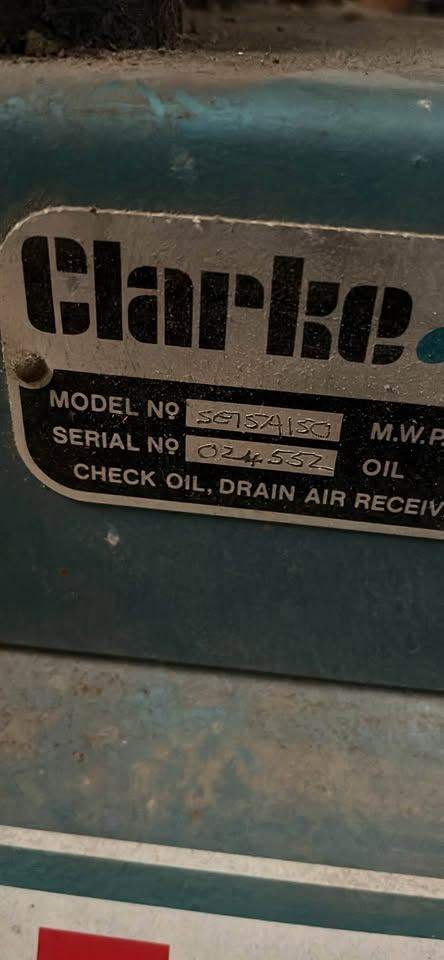 Clarke
MODEL Nº SE15A150 M.W.P.
SERIAL Nº 024552 OIL
CHECK OIL, DRAIN AIR RECEIV